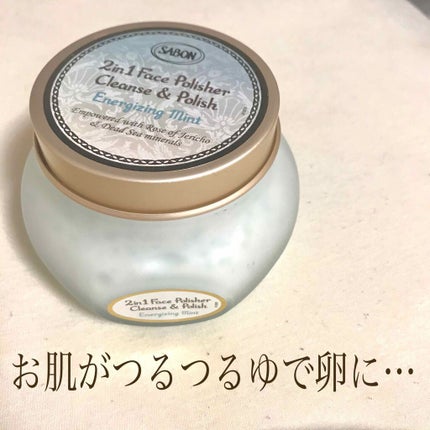 SABON
2in1 Face Polisher
Cleanse & Polish
Energizing Mint
Empowered with Rose of Jericho
& Dead Sea minerals
2in1 Face Polisher
Cleanse & Polish
Energizing Mint
お肌がつるつるゆで卵に…